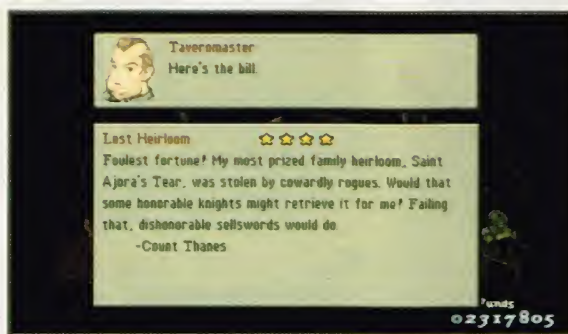 Tavernmaster
Here's the bill.
Lost Heirloom
Foulest fortune! My most prized family heirloom, Saint
Ajora's Tear, was stolen by cowardly rogues. Would that
some honorable knights might retrieve it for me! Failing
that, dishonorable sellswords would do.
-Count Thanes
Funds
02317805